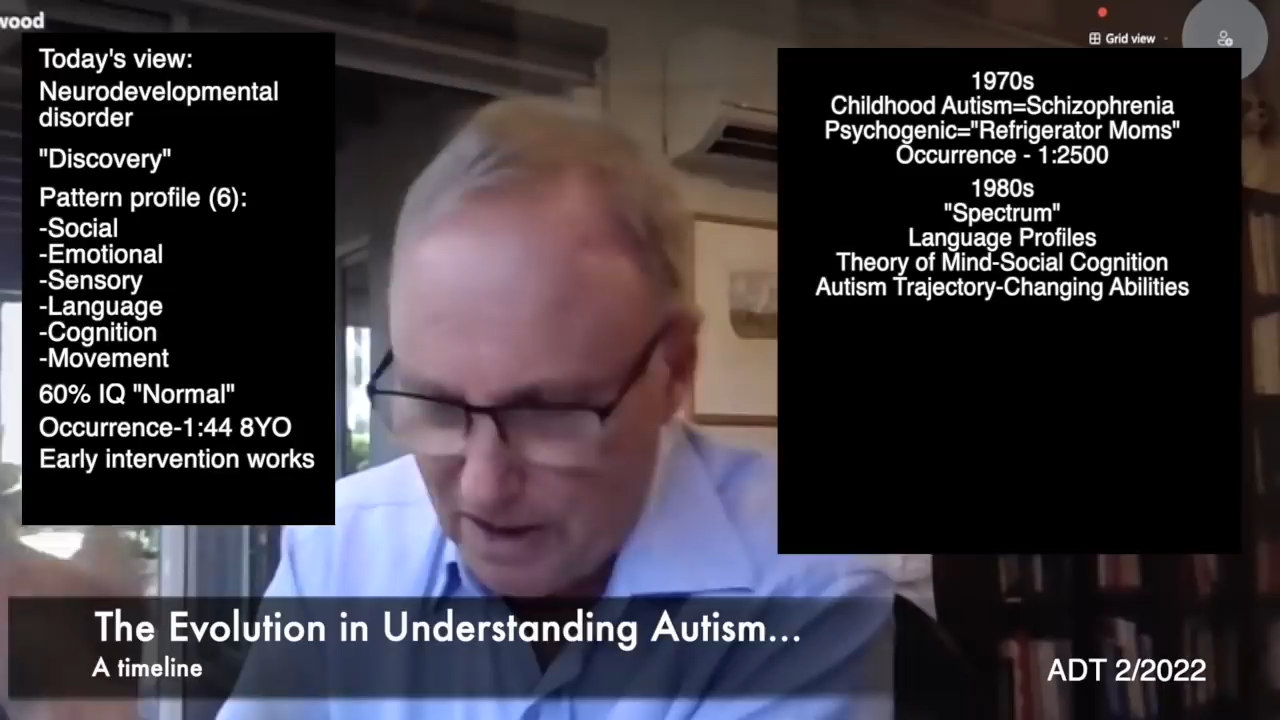 wood
Grid view
Today's view:
Neurodevelopmental
disorder
"Discovery"
Pattern profile (6):
-Social
-Emotional
-Sensory
-Language
-Cognition
-Movement
60% IQ "Normal"
Occurrence-1:44 8YO
Early intervention works
1970s
Childhood Autism=Schizophrenia
Psychogenic="Refrigerator Moms"
Occurrence - 1:2500
1980s
"Spectrum"
Language Profiles
Theory of Mind-Social Cognition
Autism Trajectory-Changing Abilities
The Evolution in Understanding Autism...
A timeline
ADT 2/2022